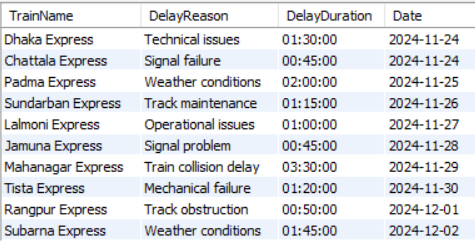 TrainName DelayReason DelayDuration Date
Dhaka Express Technical issues 01:30:00 2024-11-24
Chattala Express Signal failure 00:45:00 2024-11-24
Padma Express Weather conditions 02:00:00 2024-11-25
Sundarban Express Track maintenance 01:15:00 2024-11-26
Lalmoni Express Operational issues 01:00:00 2024-11-27
Jamuna Express Signal problem 00:45:00 2024-11-28
Mahanagar Express Train collision delay 03:30:00 2024-11-29
Tista Express Mechanical failure 01:20:00 2024-11-30
Rangpur Express Track obstruction 00:50:00 2024-12-01
Subarna Express Weather conditions 01:45:00 2024-12-02